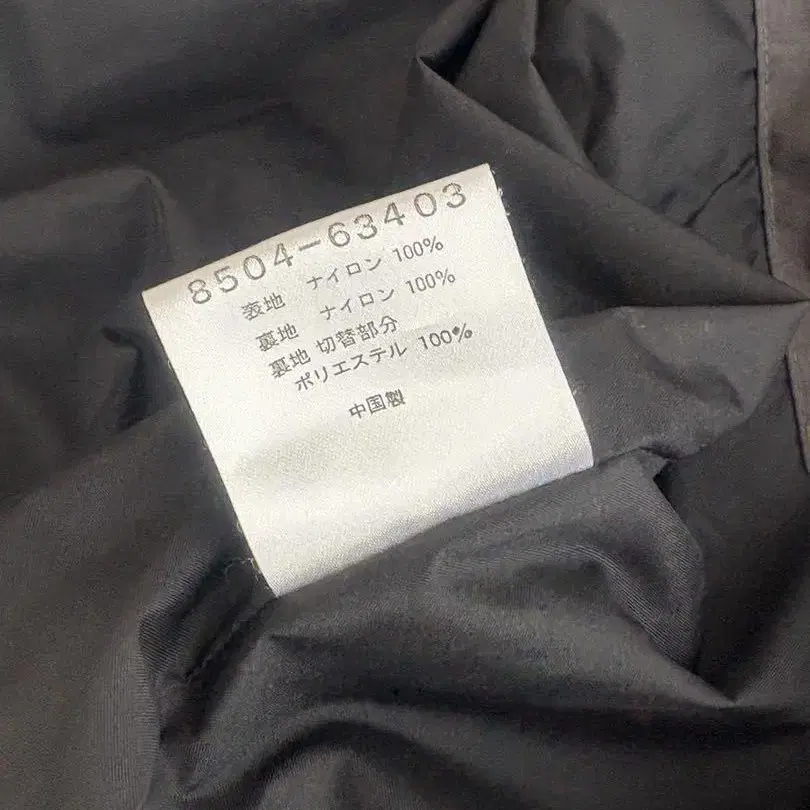 8504-63403
表地 ナイロン 100%
裏地 ナイロン 100%
裏地 切替部分
ポリエステル 100%
中国製